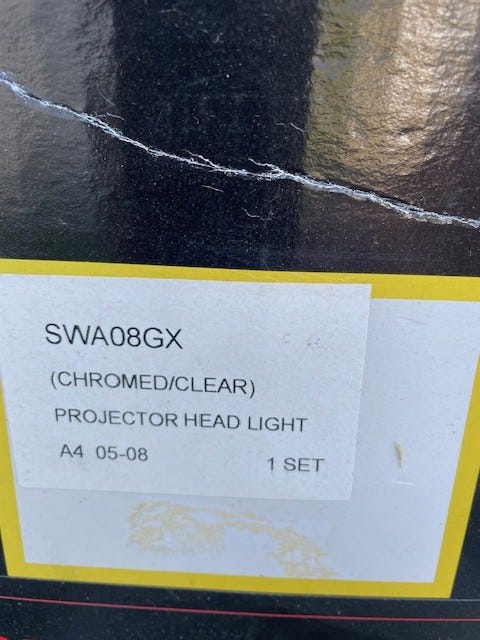 SWA08GX
(CHROMED/CLEAR)
PROJECTOR HEAD LIGHT
A4 05-08 1 SET